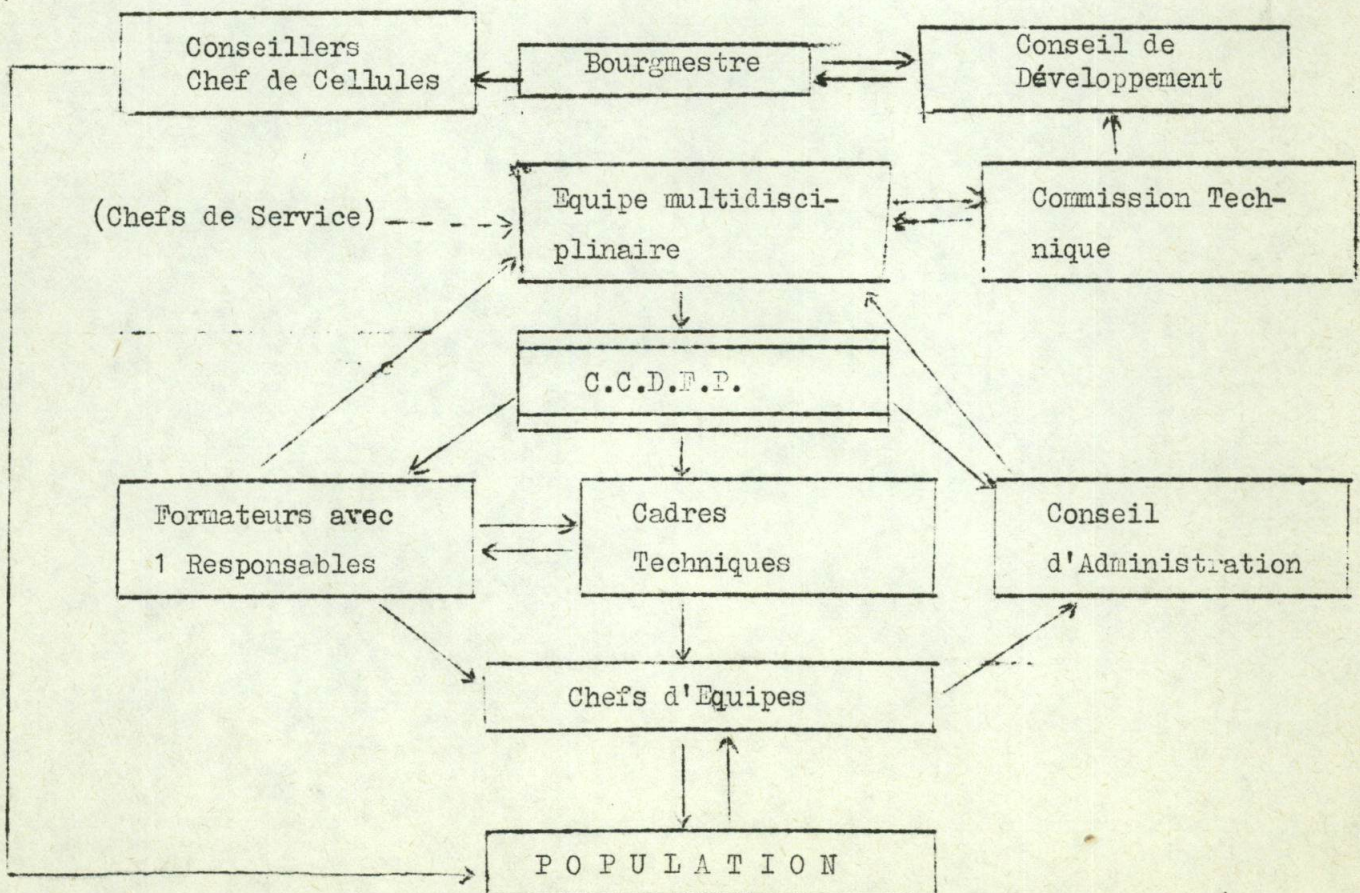 Conseillers
Chef de Cellules
Bourgmestre
Conseil de
Développement
(Chefs de Service)
Equipe multidisci-
plinaire
Commission Tech-
nique
C.C.D.F.P.
Formateurs avec
1 Responsables
Cadres
Techniques
Conseil
d'Administration
Chefs d'Equipes
POPULATION